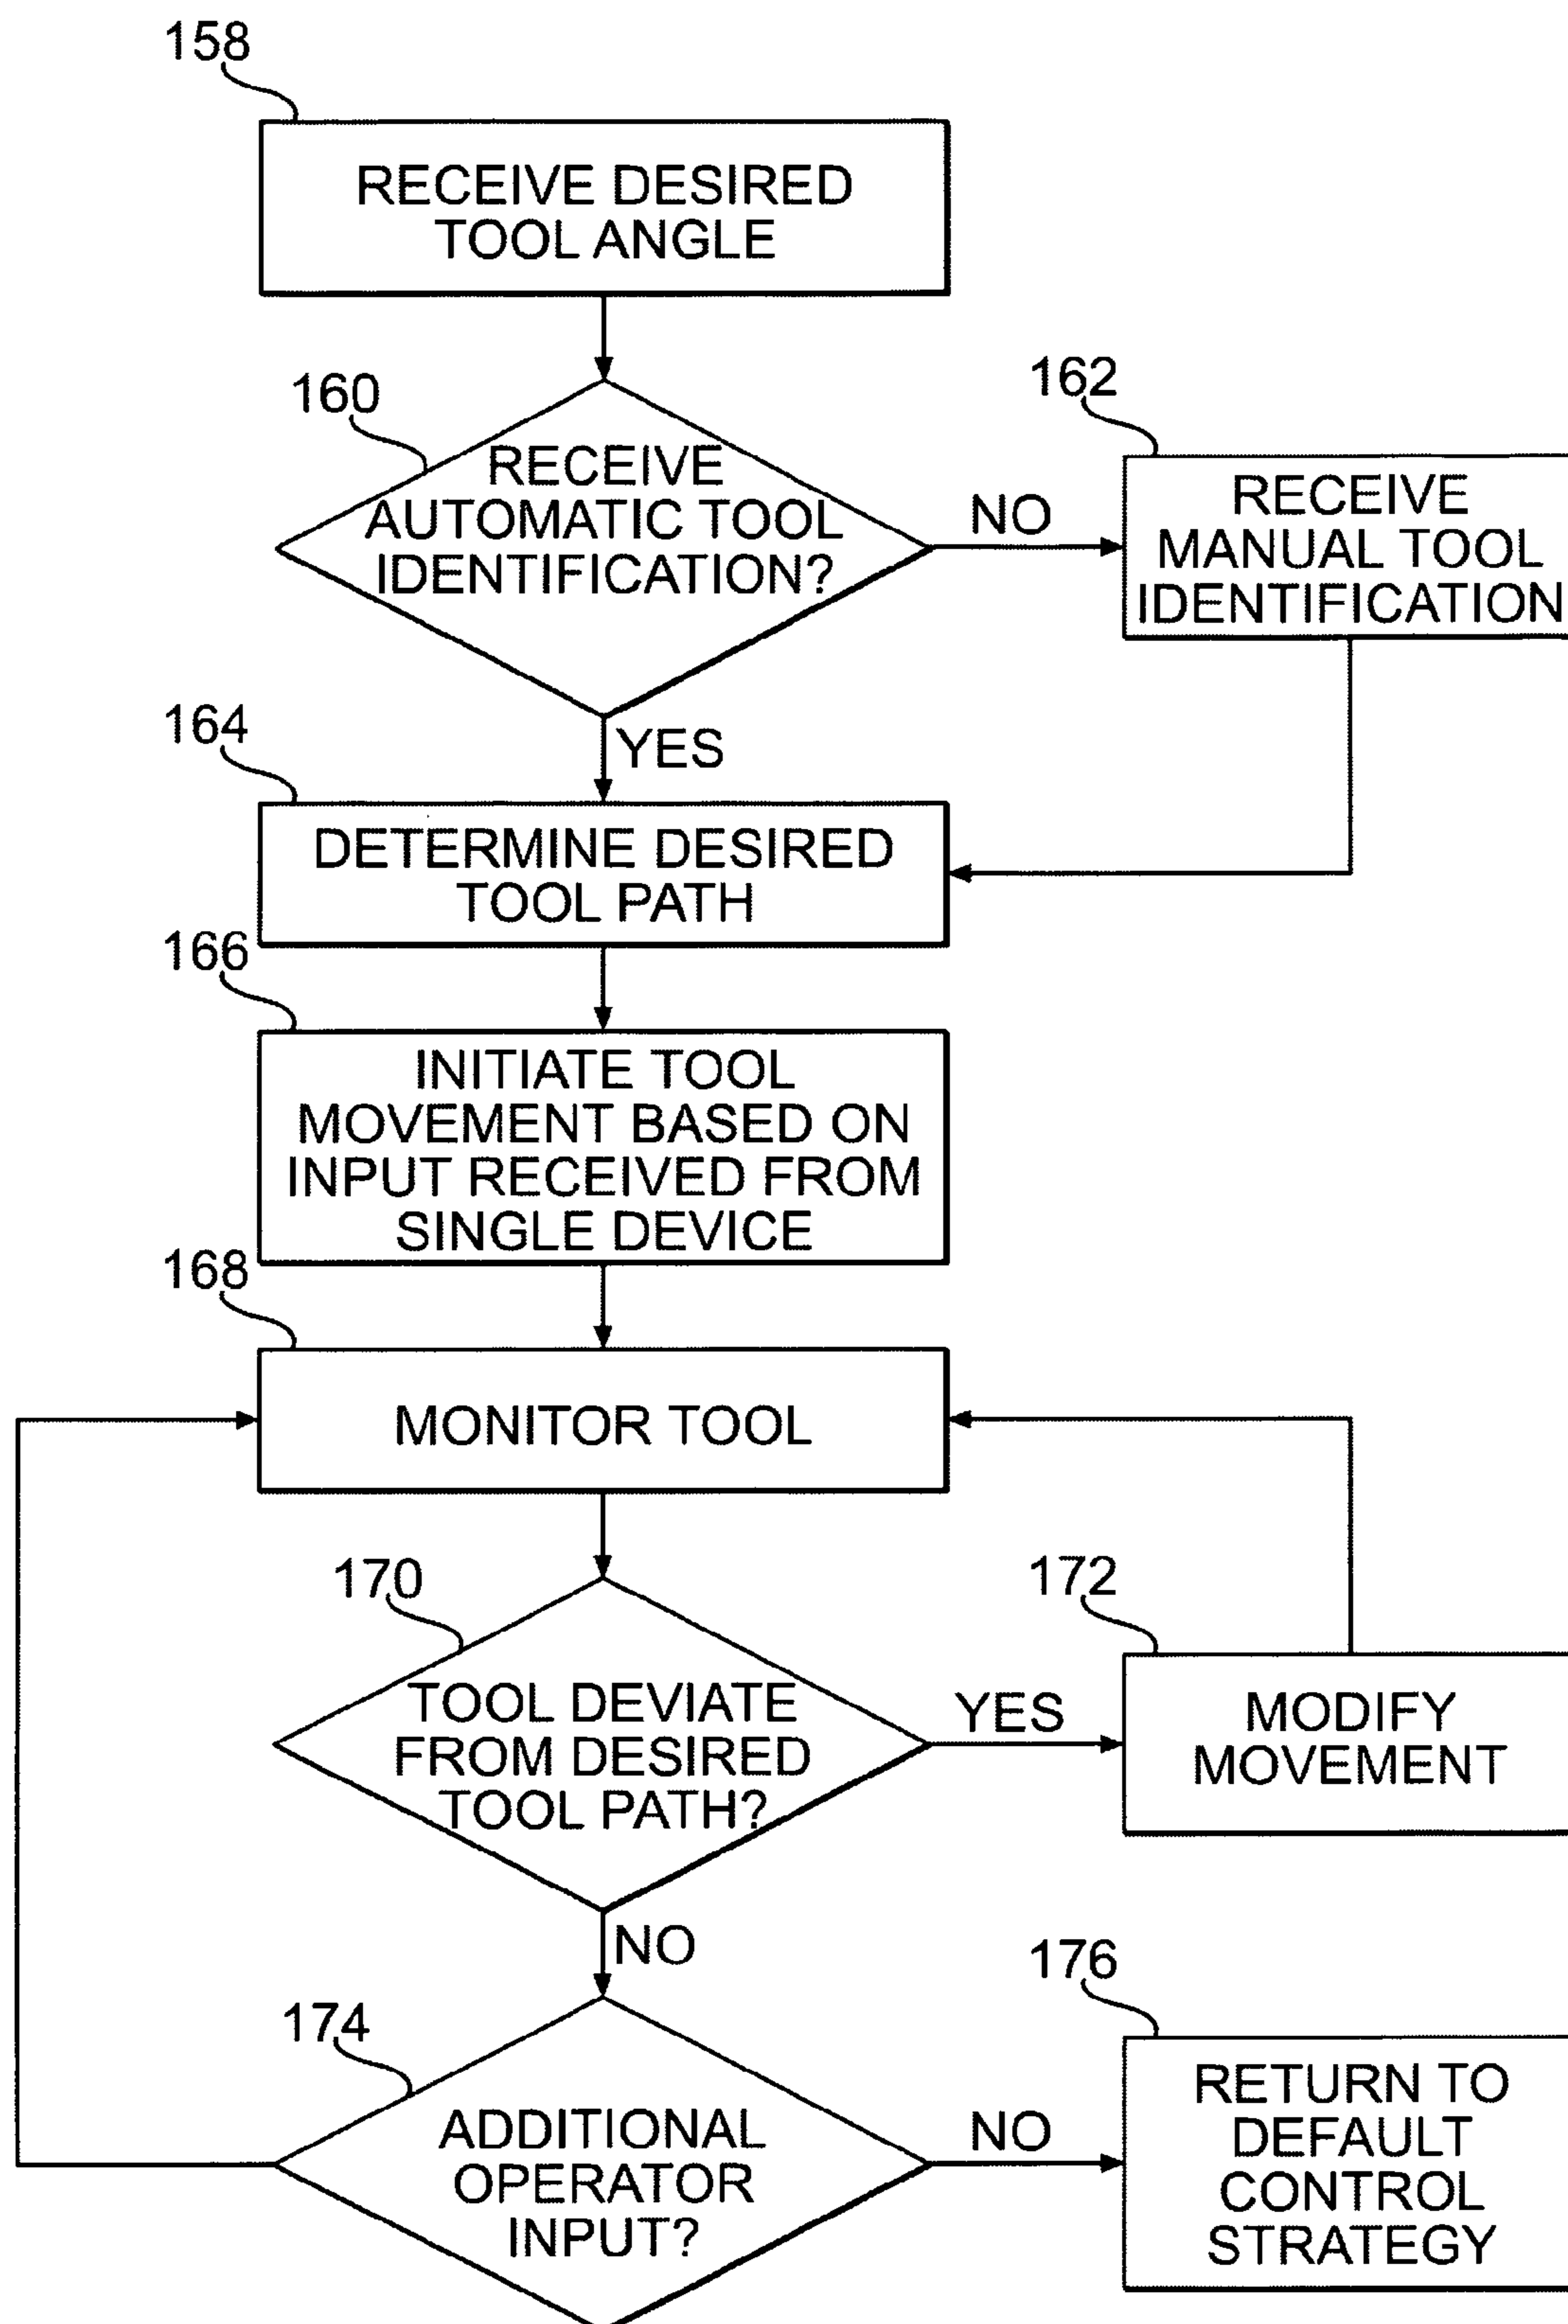 158
RECEIVE DESIRED
TOOL ANGLE
160
RECEIVE
AUTOMATIC TOOL
IDENTIFICATION?
NO
162
RECEIVE
MANUAL TOOL
IDENTIFICATION
YES
164
DETERMINE DESIRED
TOOL PATH
166
INITIATE TOOL
MOVEMENT BASED ON
INPUT RECEIVED FROM
SINGLE DEVICE
168
MONITOR TOOL
170
TOOL DEVIATE
FROM DESIRED
TOOL PATH?
YES
172
MODIFY
MOVEMENT
NO
174
ADDITIONAL
OPERATOR
INPUT?
NO
176
RETURN TO
DEFAULT
CONTROL
STRATEGY